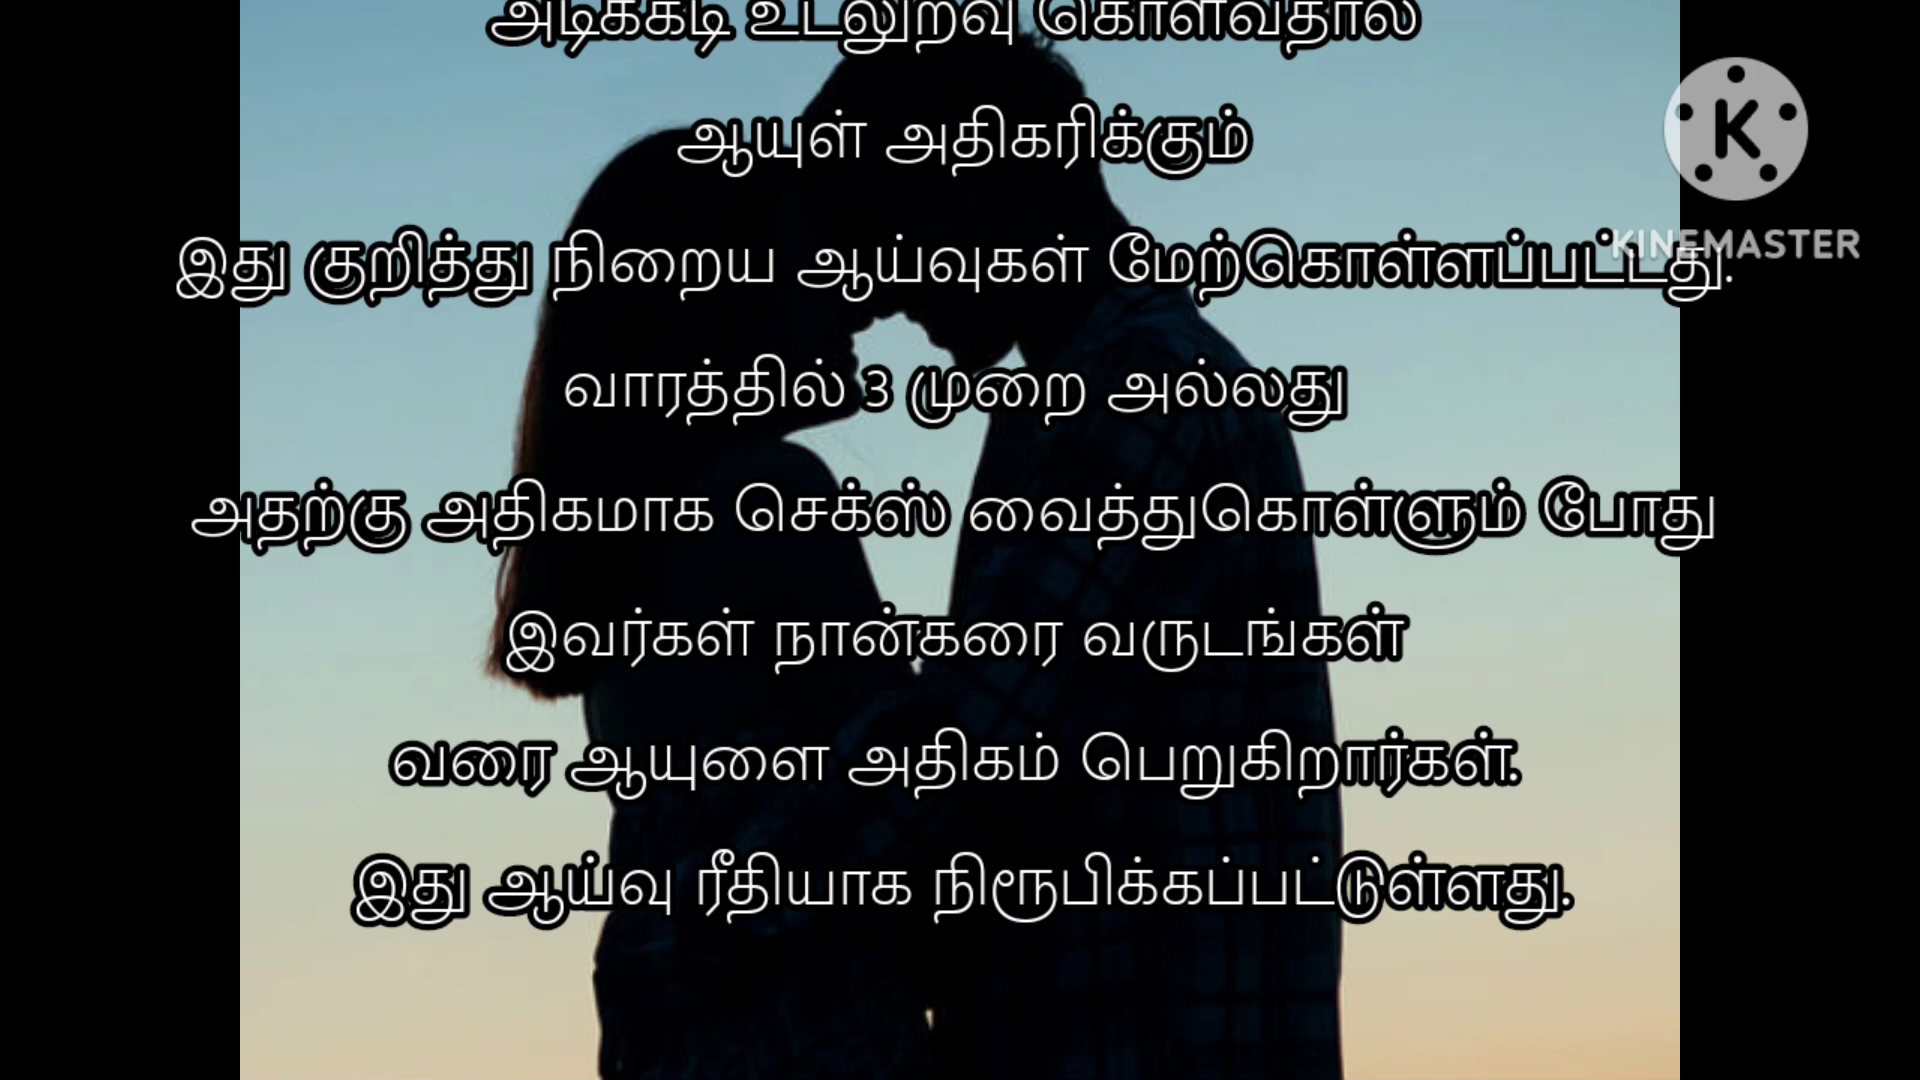 அடிக்கடி உடலுறவு கொள்வதால்
ஆயுள் அதிகரிக்கும்
இது குறித்து நிறைய ஆய்வுகள் மேற்கொள்ளப்பட்டது.
வாரத்தில் 3 முறை அல்லது
அதற்கு அதிகமாக செக்ஸ் வைத்துகொள்ளும் போது
இவர்கள் நான்கரை வருடங்கள்
வரை ஆயுளை அதிகம் பெறுகிறார்கள்.
இது ஆய்வு ரீதியாக நிரூபிக்கப்பட்டுள்ளது.
K
KINEMASTER